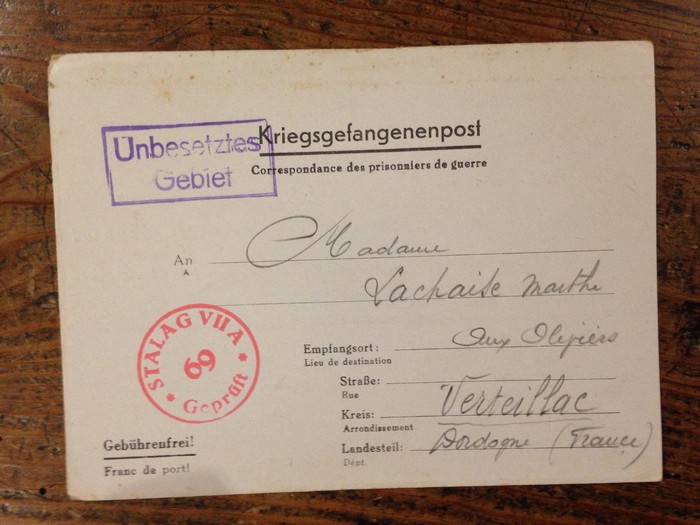 Unbesetztes
Gebiet
Kriegsgefangenenpost
Correspondance des prisonniers de guerre
An Madame
A.
Lachaise Marthe
Empfangsort: Aux
Lieu de destination
Straße:
Rue
Kreis: Verteillac
Arrondissement
Landesteil: Dordogne (France)
Dépt.
STALAG VII A
69
Geprüft
Gebührenfrei!
Franc de port!